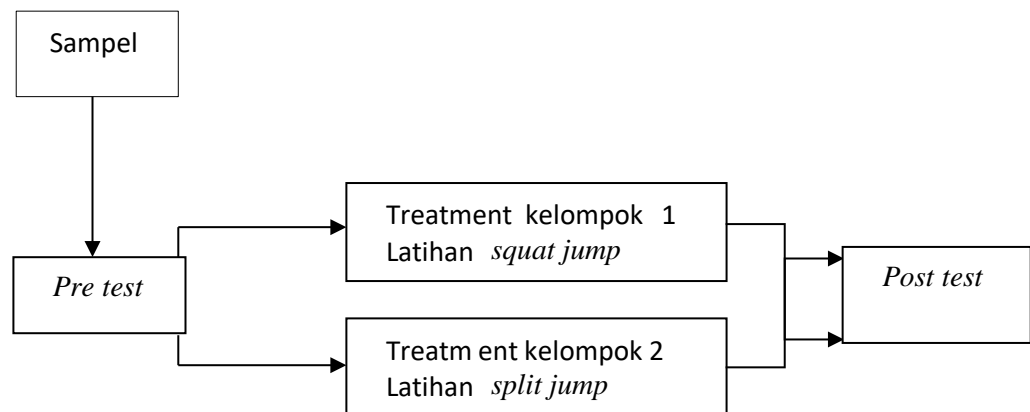 Sampel
Treatment kelompok 1
Latihan squat jump
Pre test
Post test
Treatm ent kelompok 2
Latihan split jump